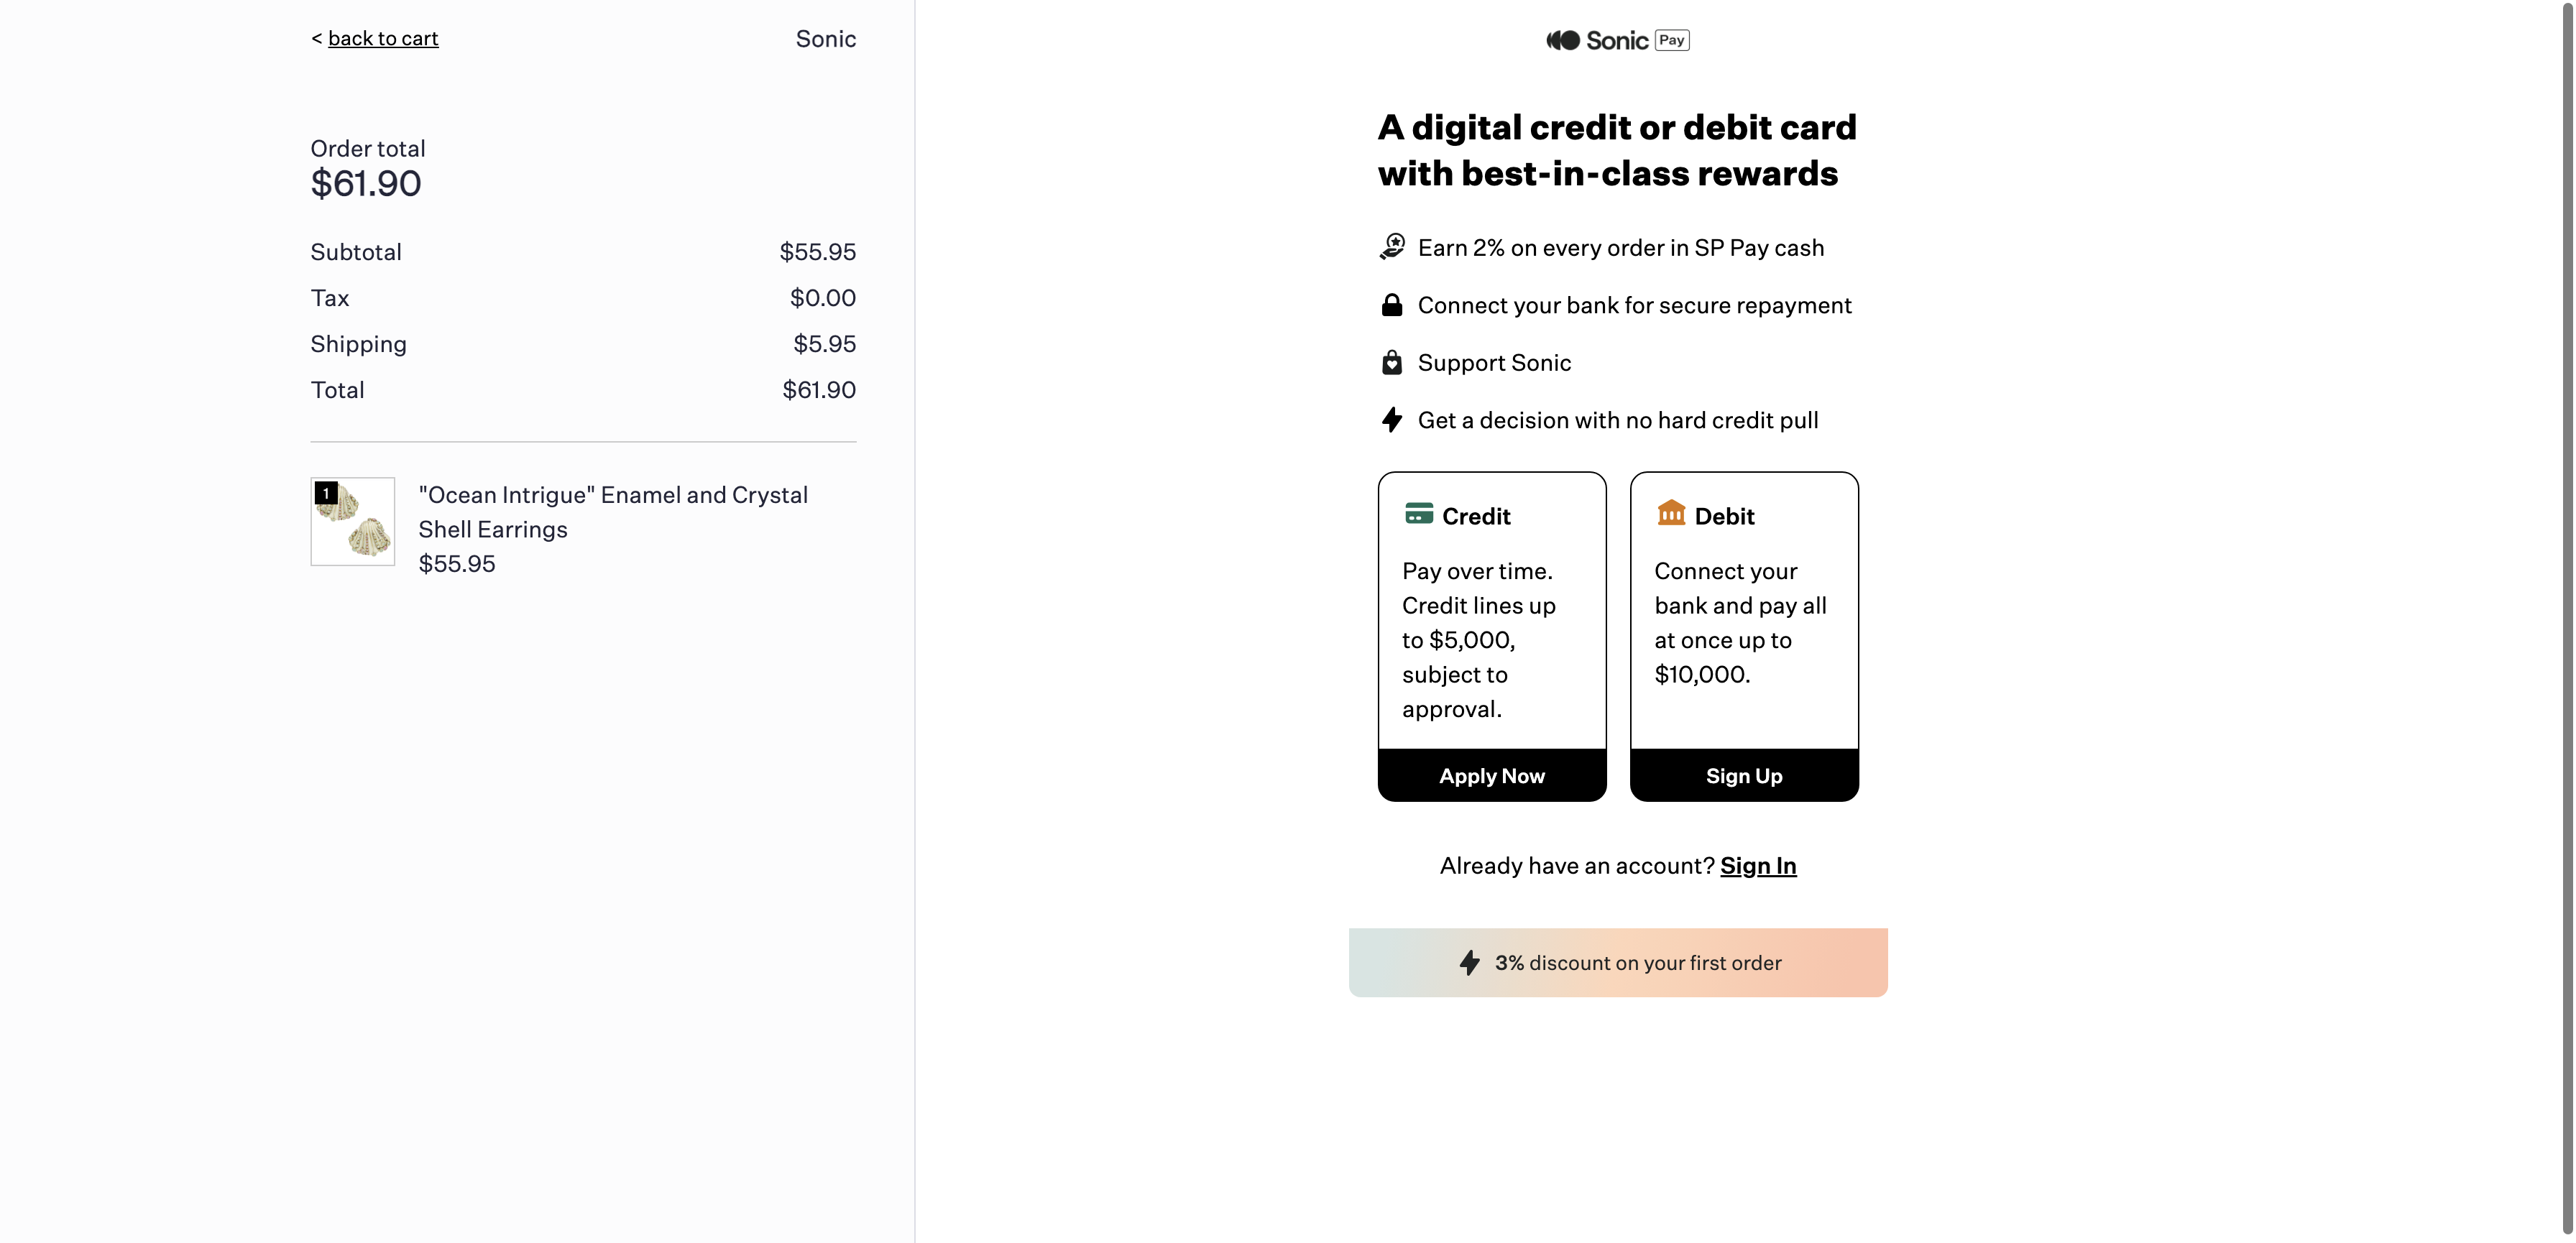 < back to cart
Sonic
Order total
$61.90
Subtotal $55.95
Tax $0.00
Shipping $5.95
Total $61.90
1
"Ocean Intrigue" Enamel and Crystal
Shell Earrings
$55.95
Sonic Pay
A digital credit or debit card
with best-in-class rewards
Earn 2% on every order in SP Pay cash
Connect your bank for secure repayment
Support Sonic
Get a decision with no hard credit pull
Credit
Pay over time.
Credit lines up
to $5,000,
subject to
approval.
Apply Now
Debit
Connect your
bank and pay all
at once up to
$10,000.
Sign Up
Already have an account? Sign In
3% discount on your first order